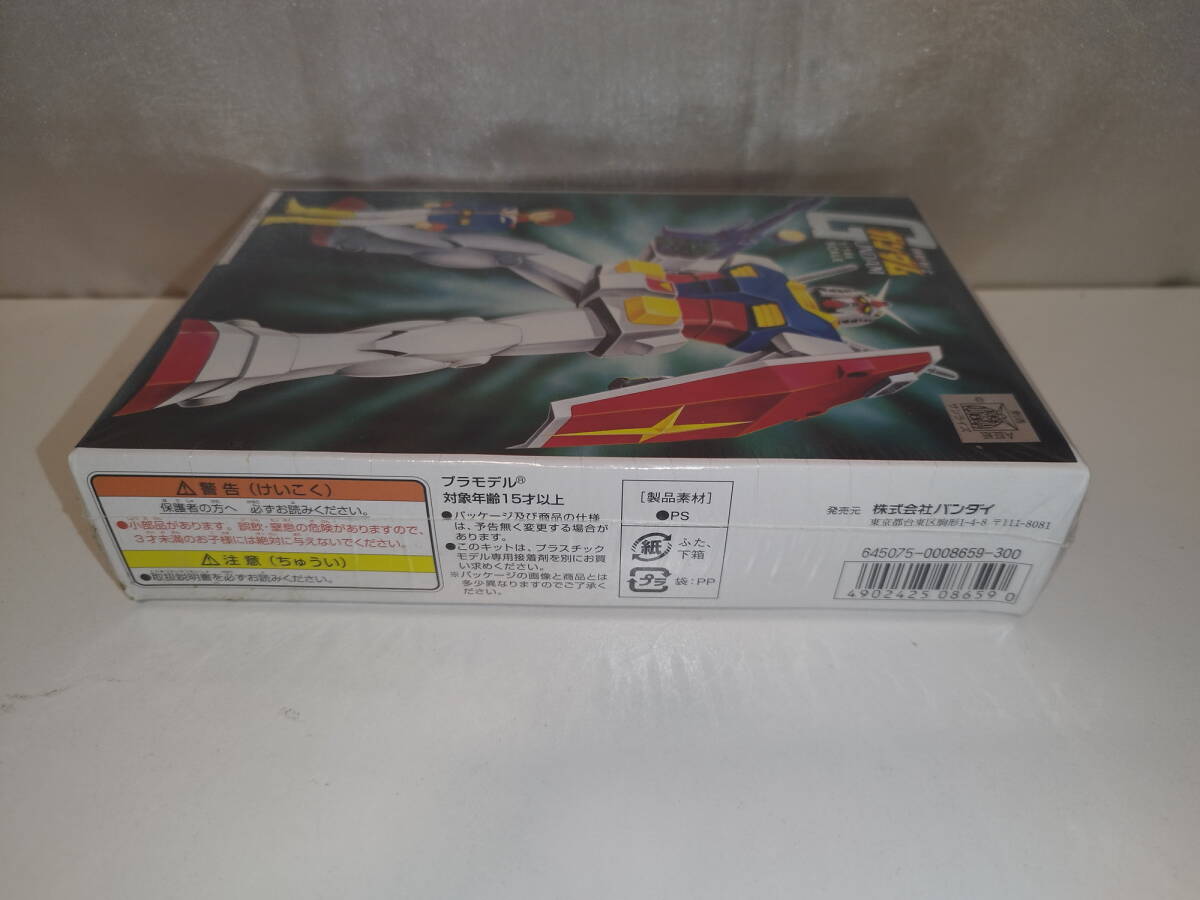 ガンダム
警告（けいこく）
保護者の方へ 必ずお読みください。
●小部品があります。誤飲・窒息の危険がありますので、
3才未満のお子様には絶対に与えないでください。
注意（ちゅうい）
●取扱説明書を必ずお読みください。
プラモデル®
対象年齢15才以上
●パッケージ及び商品の仕様
は、予告無く変更する場合が
あります。
●このキットは、プラスチック
モデル専用接着剤を別にお買
い求めください。
※パッケージの画像と商品とは
多少異なりますのでご了承く
ださい。
[製品素材]
●PS
紙 ふた、
下箱
プラ 袋:PP
発売元 株式会社バンダイ
東京都台東区駒形1-4-8 〒111-8081
645075-0008659-300
4902425 08659 0